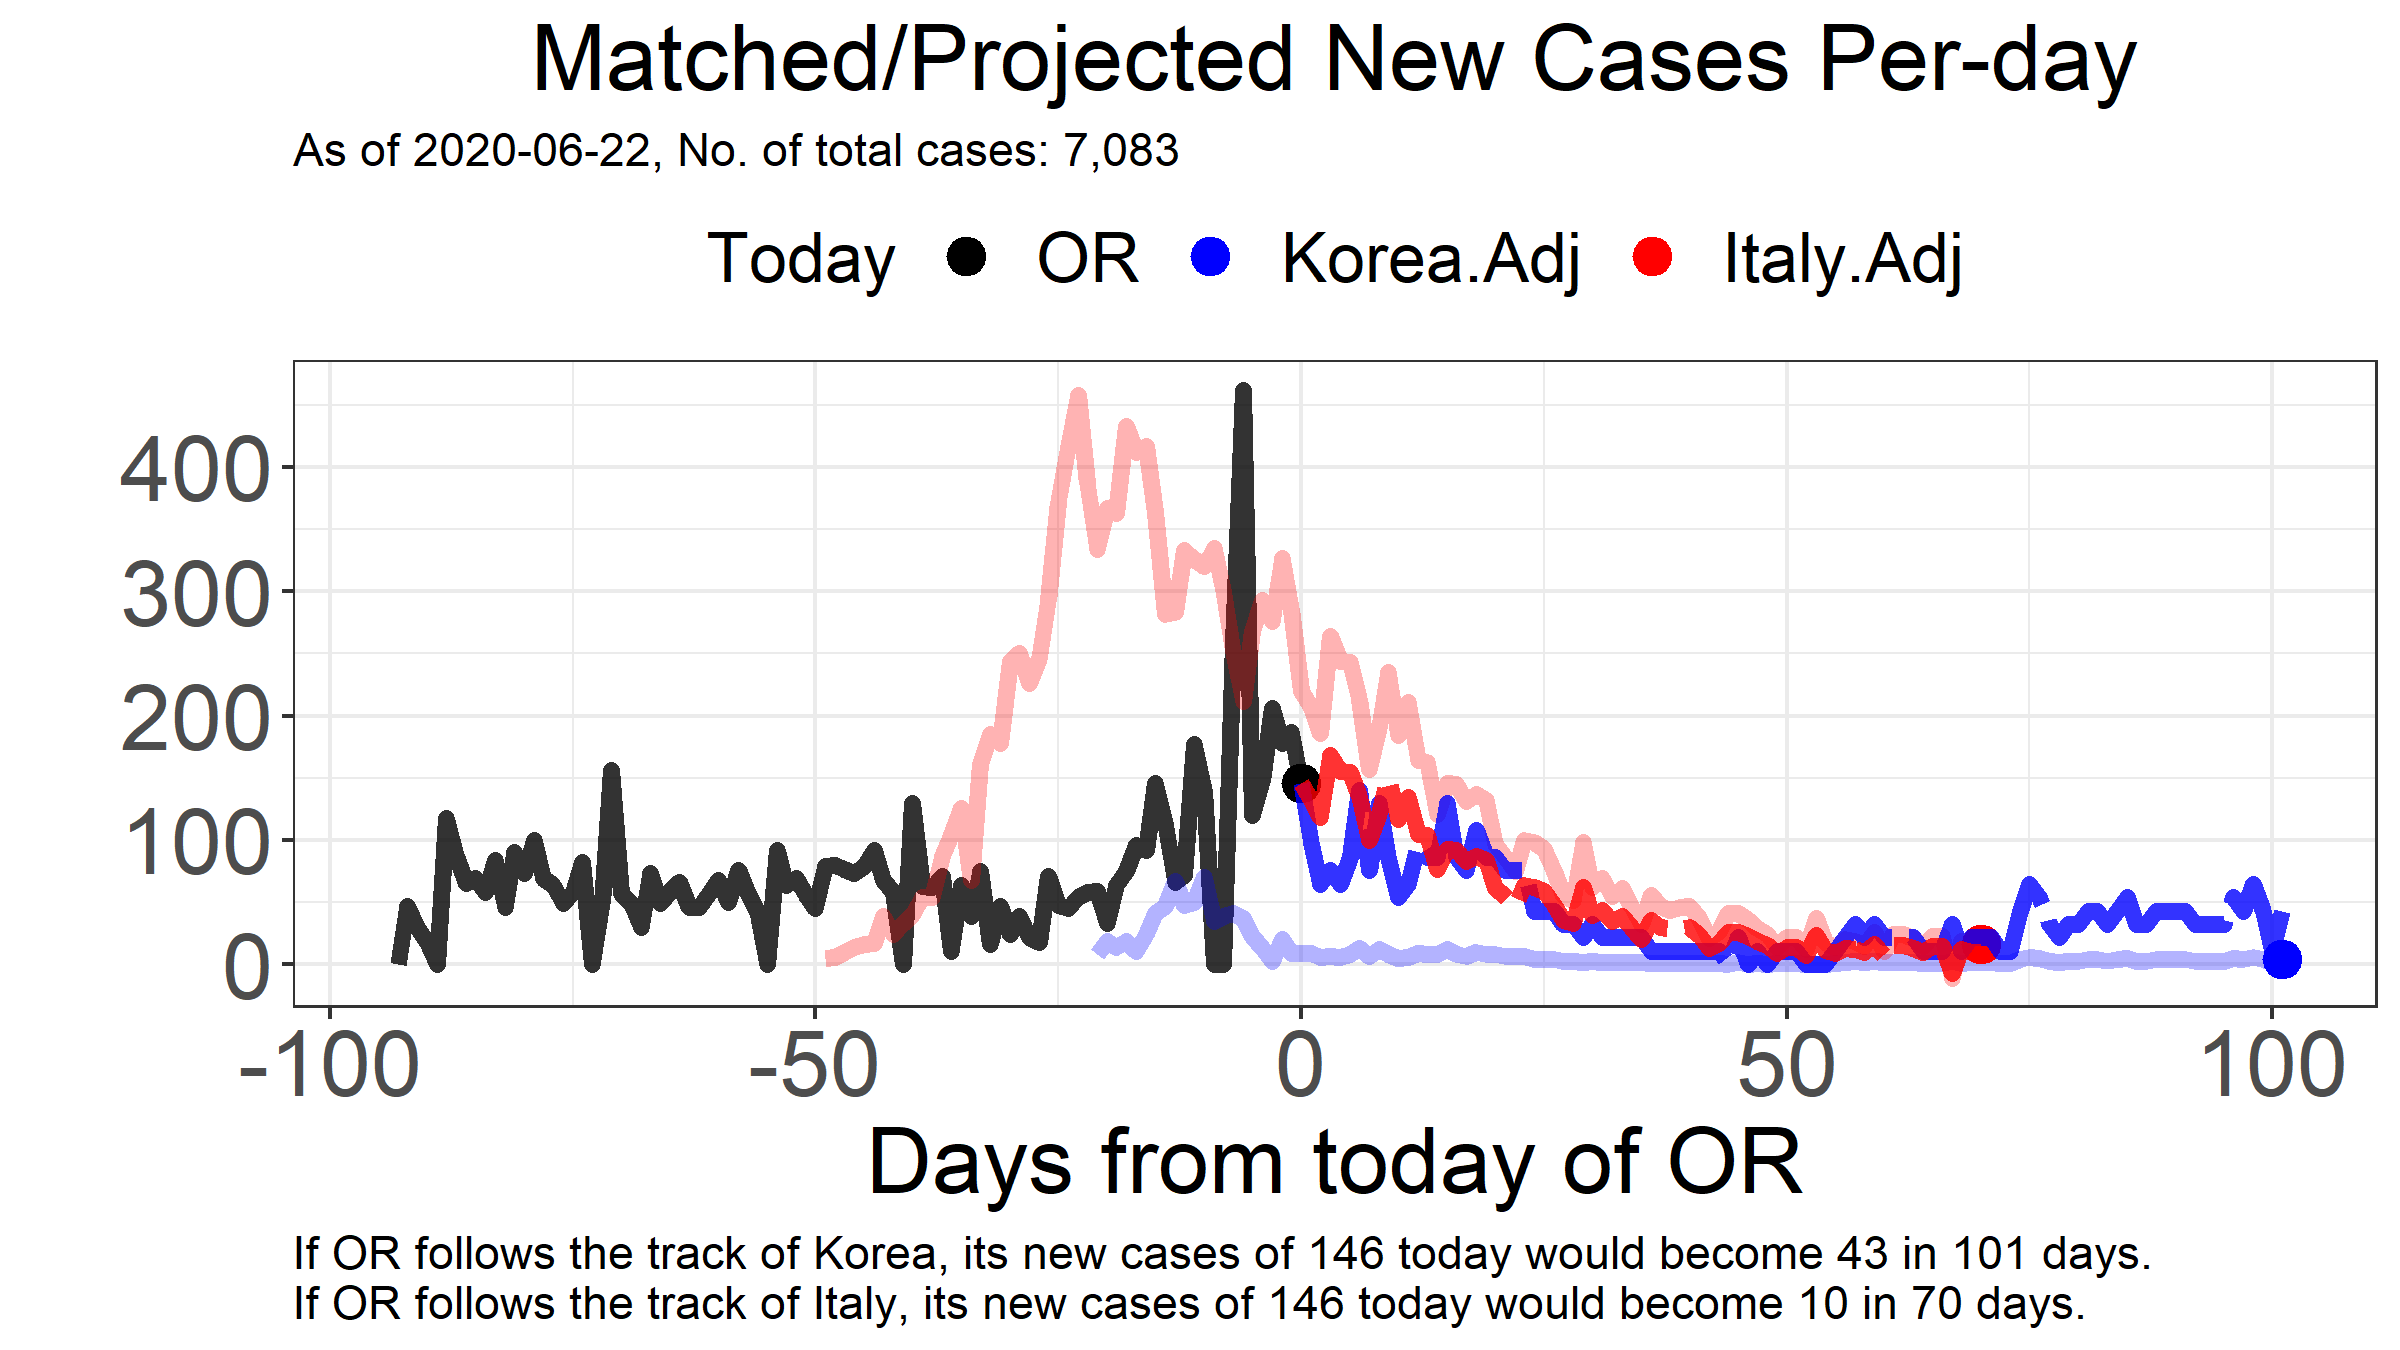 Matched/Projected New Cases Per-day
As of 2020-06-22, No. of total cases: 7,083
Today OR Korea.Adj Italy.Adj
400
300
200
100
0
-100 -50 0 50 100
Days from today of OR
If OR follows the track of Korea, its new cases of 146 today would become 43 in 101 days.
If OR follows the track of Italy, its new cases of 146 today would become 10 in 70 days.